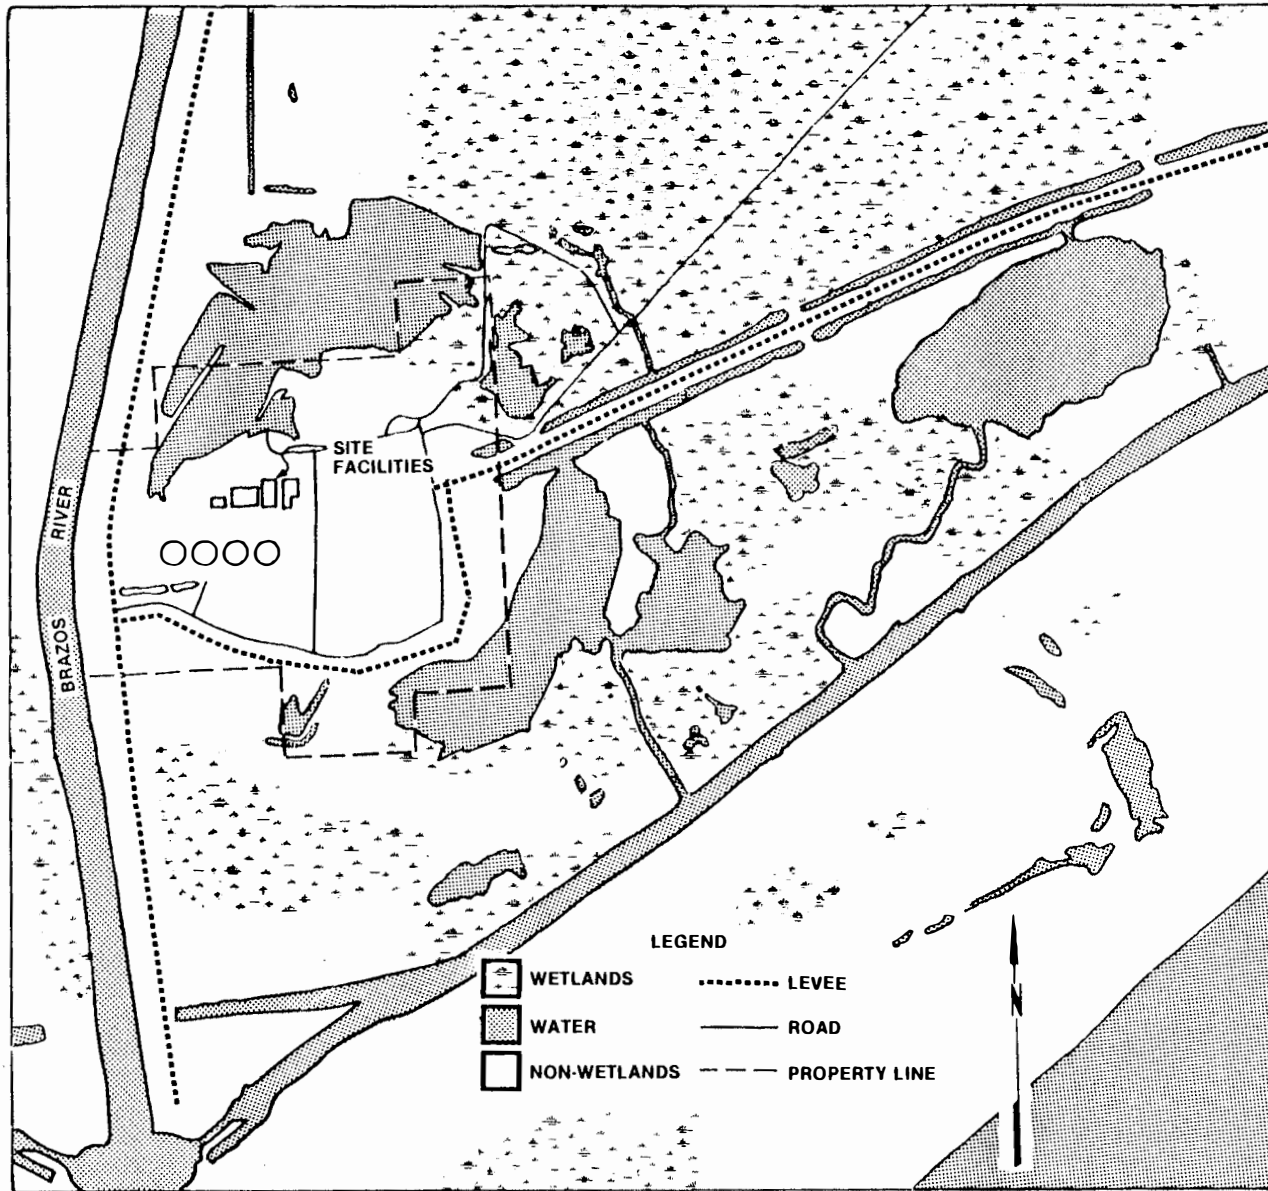 SITE
FACILITIES
BRAZOS RIVER
LEGEND
WETLANDS
LEVEE
WATER
ROAD
NON-WETLANDS
PROPERTY LINE
N